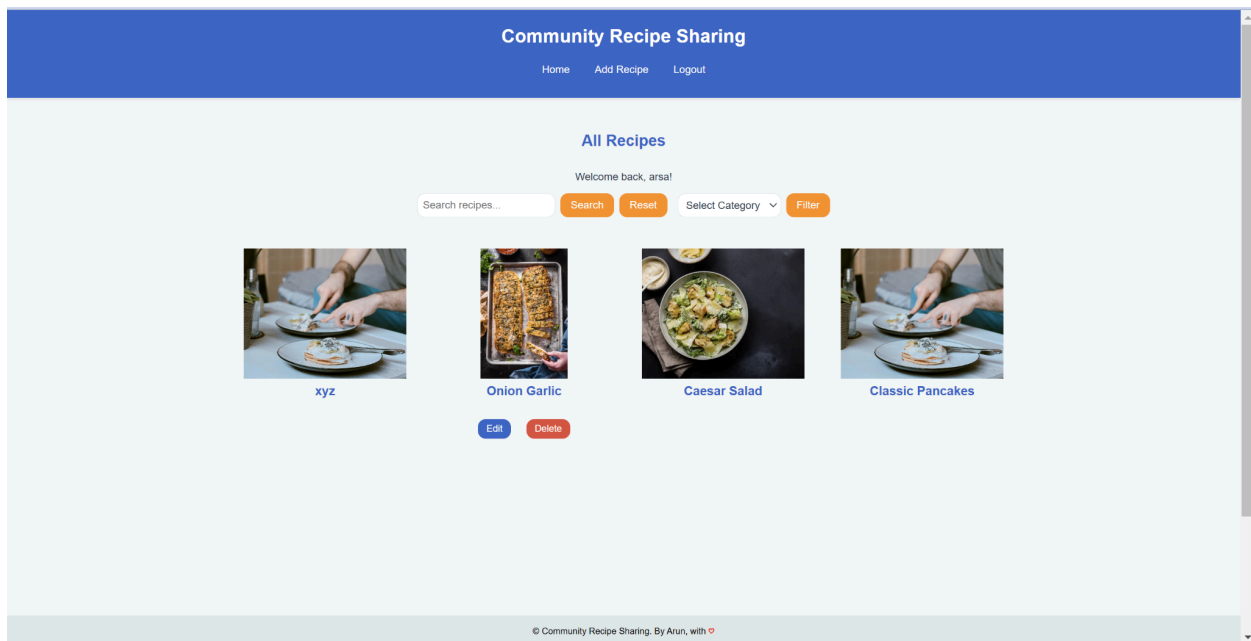 Community Recipe Sharing
Home Add Recipe Logout
All Recipes
Welcome back, arsa!
Search recipes... Search Reset Select Category Filter
xyz Onion Garlic Caesar Salad Classic Pancakes
Edit Delete
© Community Recipe Sharing. By Arun, with ♡